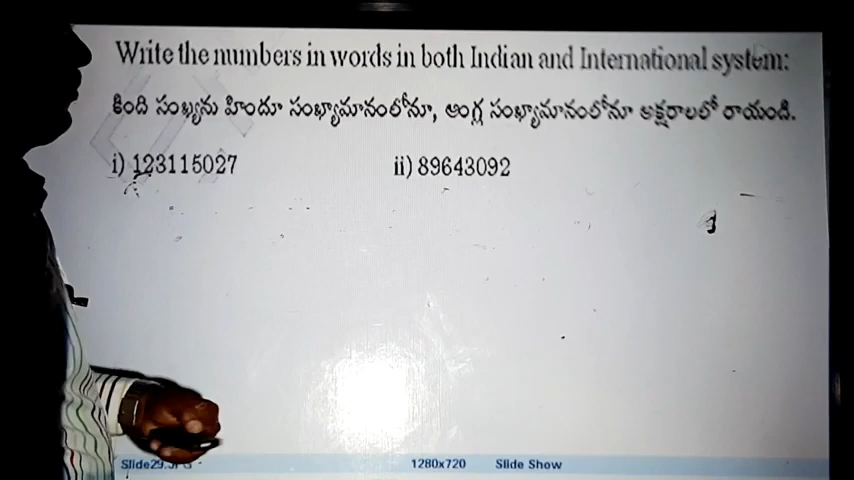 Write the numbers in words in both Indian and International system:
కింది సంఖ్యను హిందూ సంఖ్యామానంలోనూ, ఆంగ్ల సంఖ్యామానంలోనూ అక్షరాలలో రాయండి.
i) 123115027 ii) 89643092
Slide29.JPG 1280x720 Slide Show